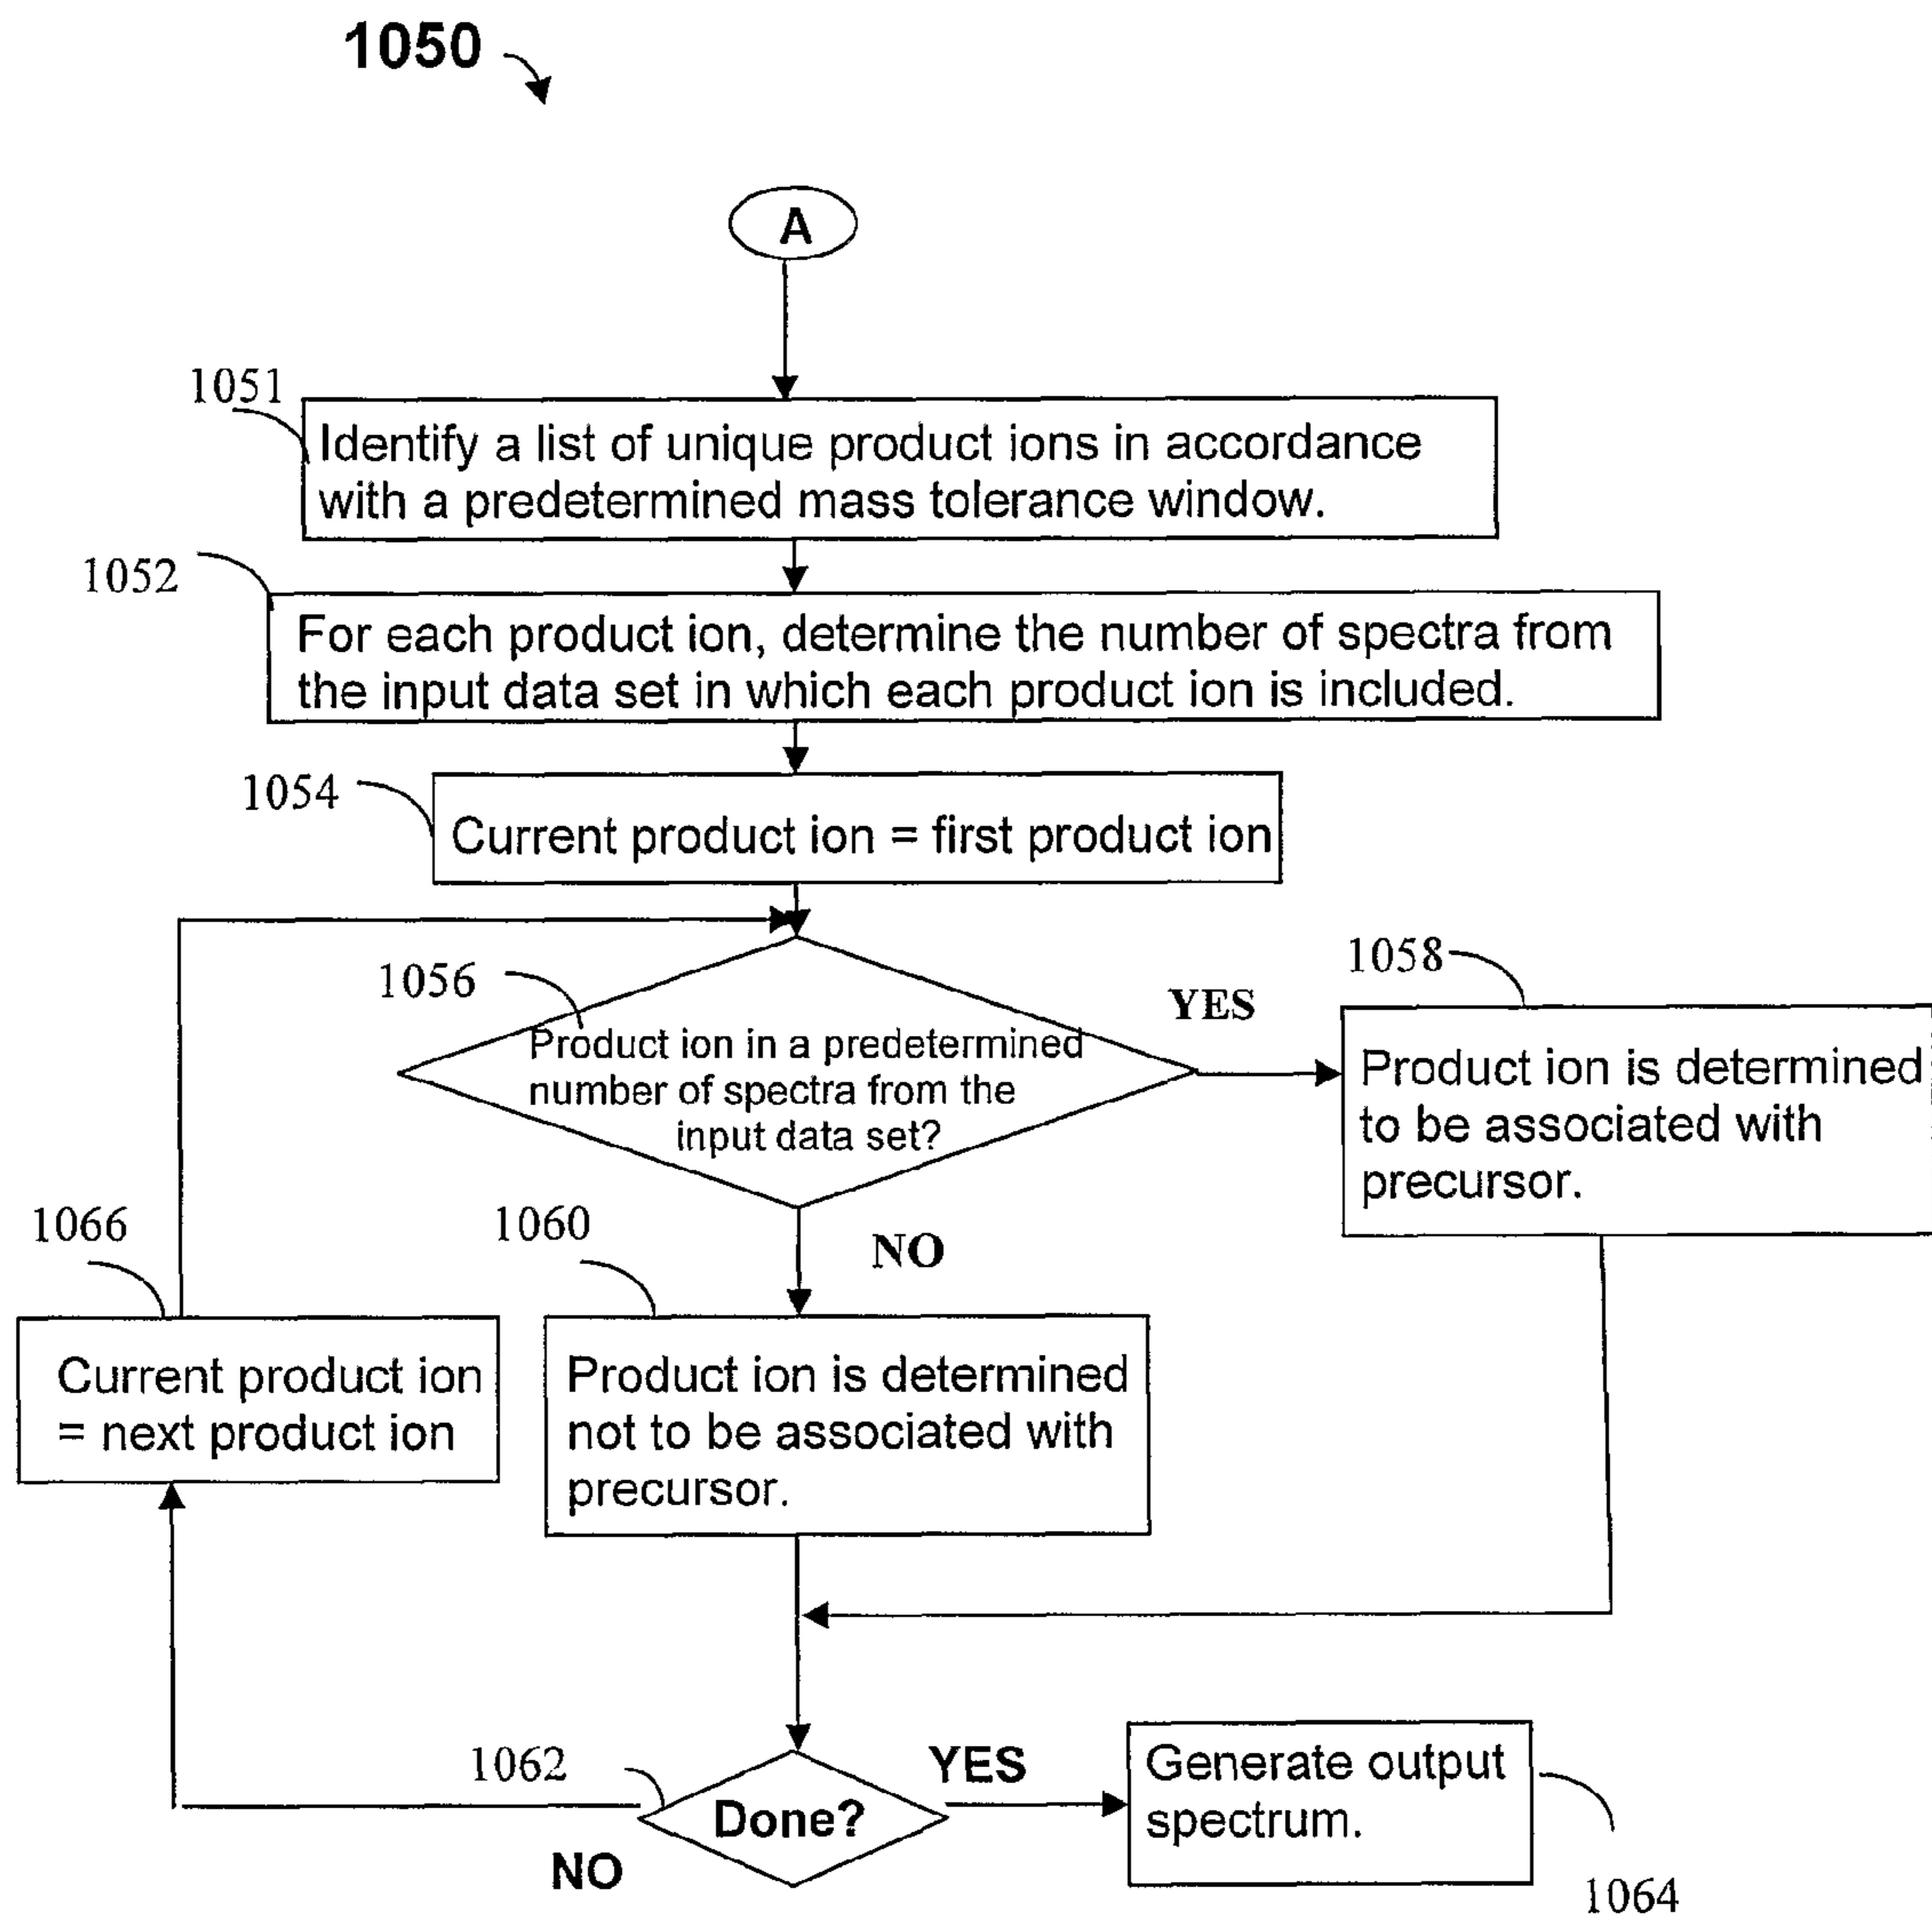 1050
A
1051
Identify a list of unique product ions in accordance
with a predetermined mass tolerance window.
1052
For each product ion, determine the number of spectra from
the input data set in which each product ion is included.
1054
Current product ion = first product ion
1056
Product ion in a predetermined
number of spectra from the
input data set?
YES
1058
Product ion is determined
to be associated with
precursor.
NO
1060
Product ion is determined
not to be associated with
precursor.
1066
Current product ion
= next product ion
1062
Done?
YES
NO
Generate output
spectrum.
1064